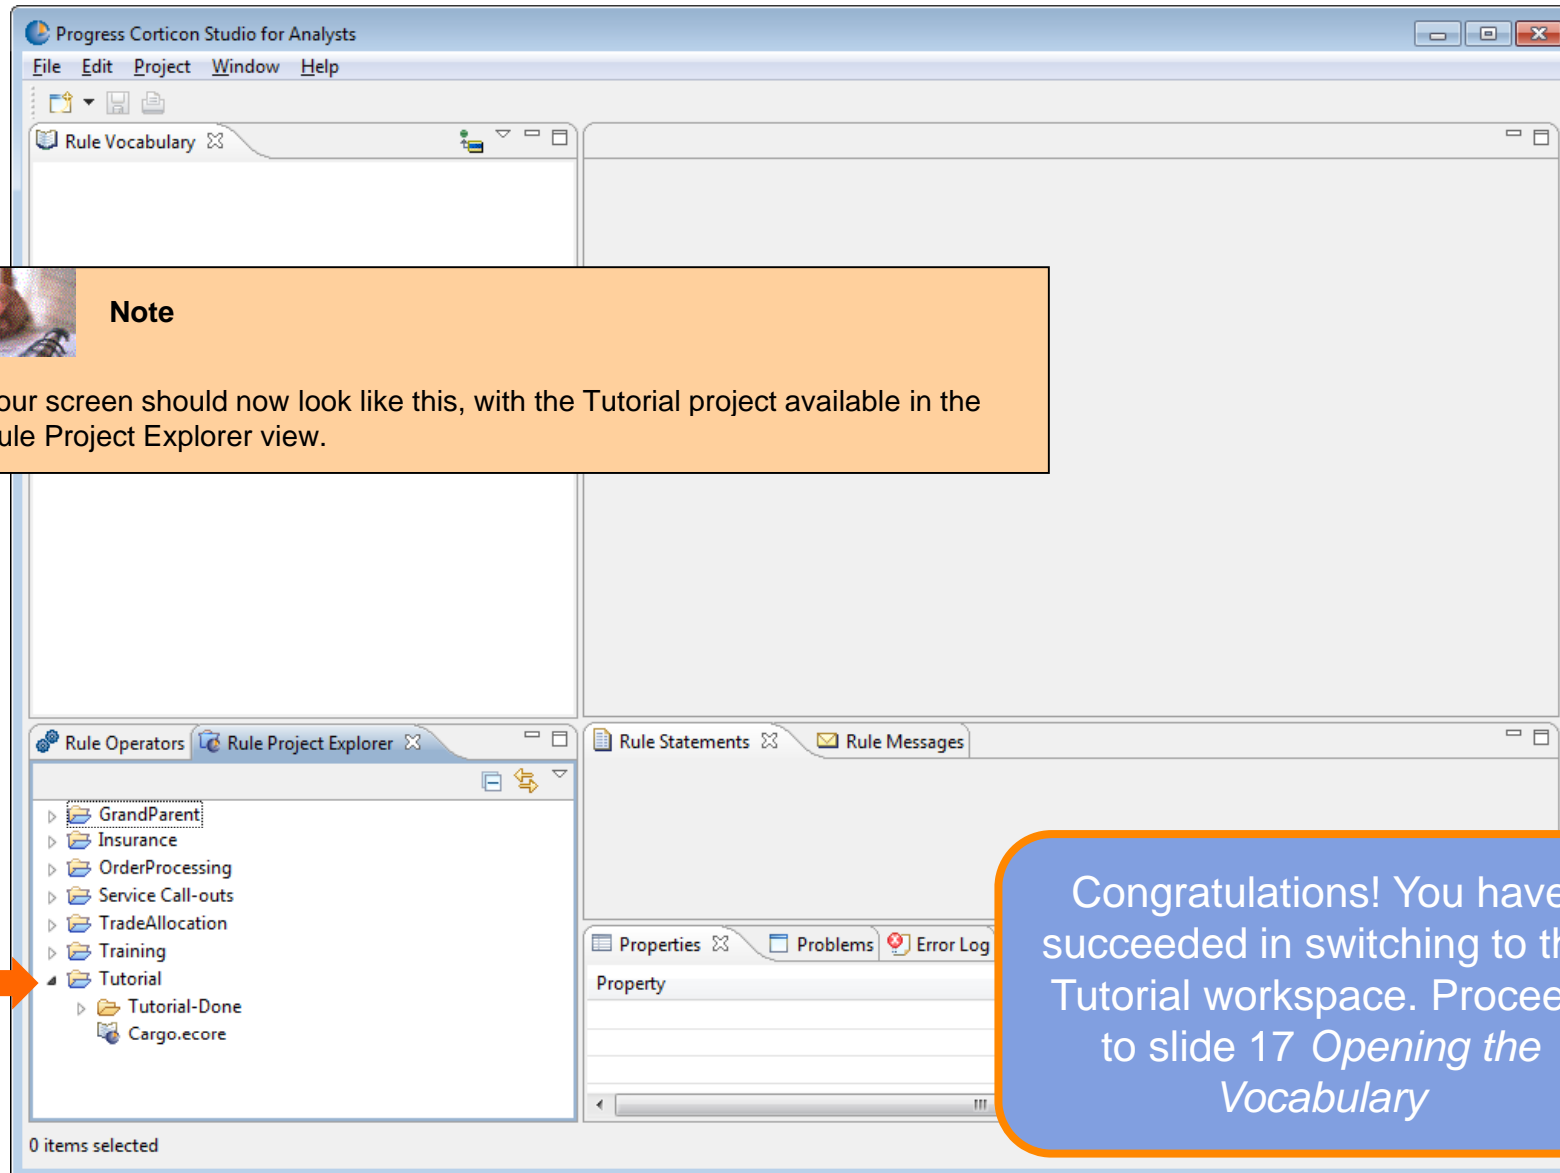 Progress Corticon Studio for Analysts
File Edit Project Window Help
Rule Vocabulary
Note
our screen should now look like this, with the Tutorial project available in the
ule Project Explorer view.
Rule Operators Rule Project Explorer
GrandParent
Insurance
OrderProcessing
Service Call-outs
TradeAllocation
Training
Tutorial
Tutorial-Done
Cargo.ecore
Rule Statements Rule Messages
Properties Problems Error Log
Property
Congratulations! You have
succeeded in switching to th
Tutorial workspace. Procee
to slide 17 Opening the
Vocabulary
0 items selected